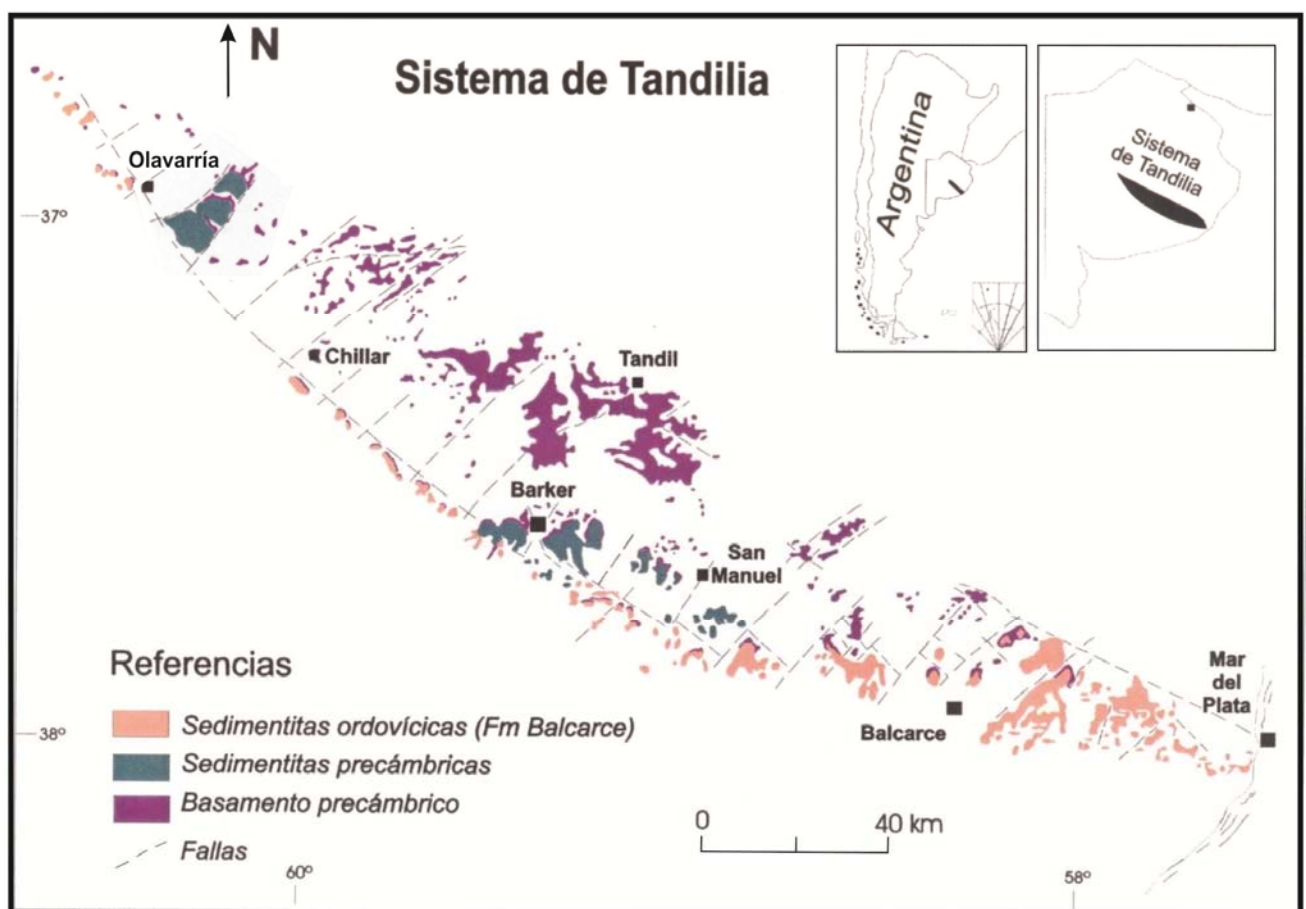 N
Sistema de Tandilia
Argentina
Sistema
de Tandilia
Olavarría
37º
Chillar
Tandil
Barker
San
Manuel
Mar
del
Plata
Balcarce
38º
Referencias
Sedimentitas ordovícicas (Fm Balcarce)
Sedimentitas precámbricas
Basamento precámbrico
Fallas
0 40 km
60º
58º